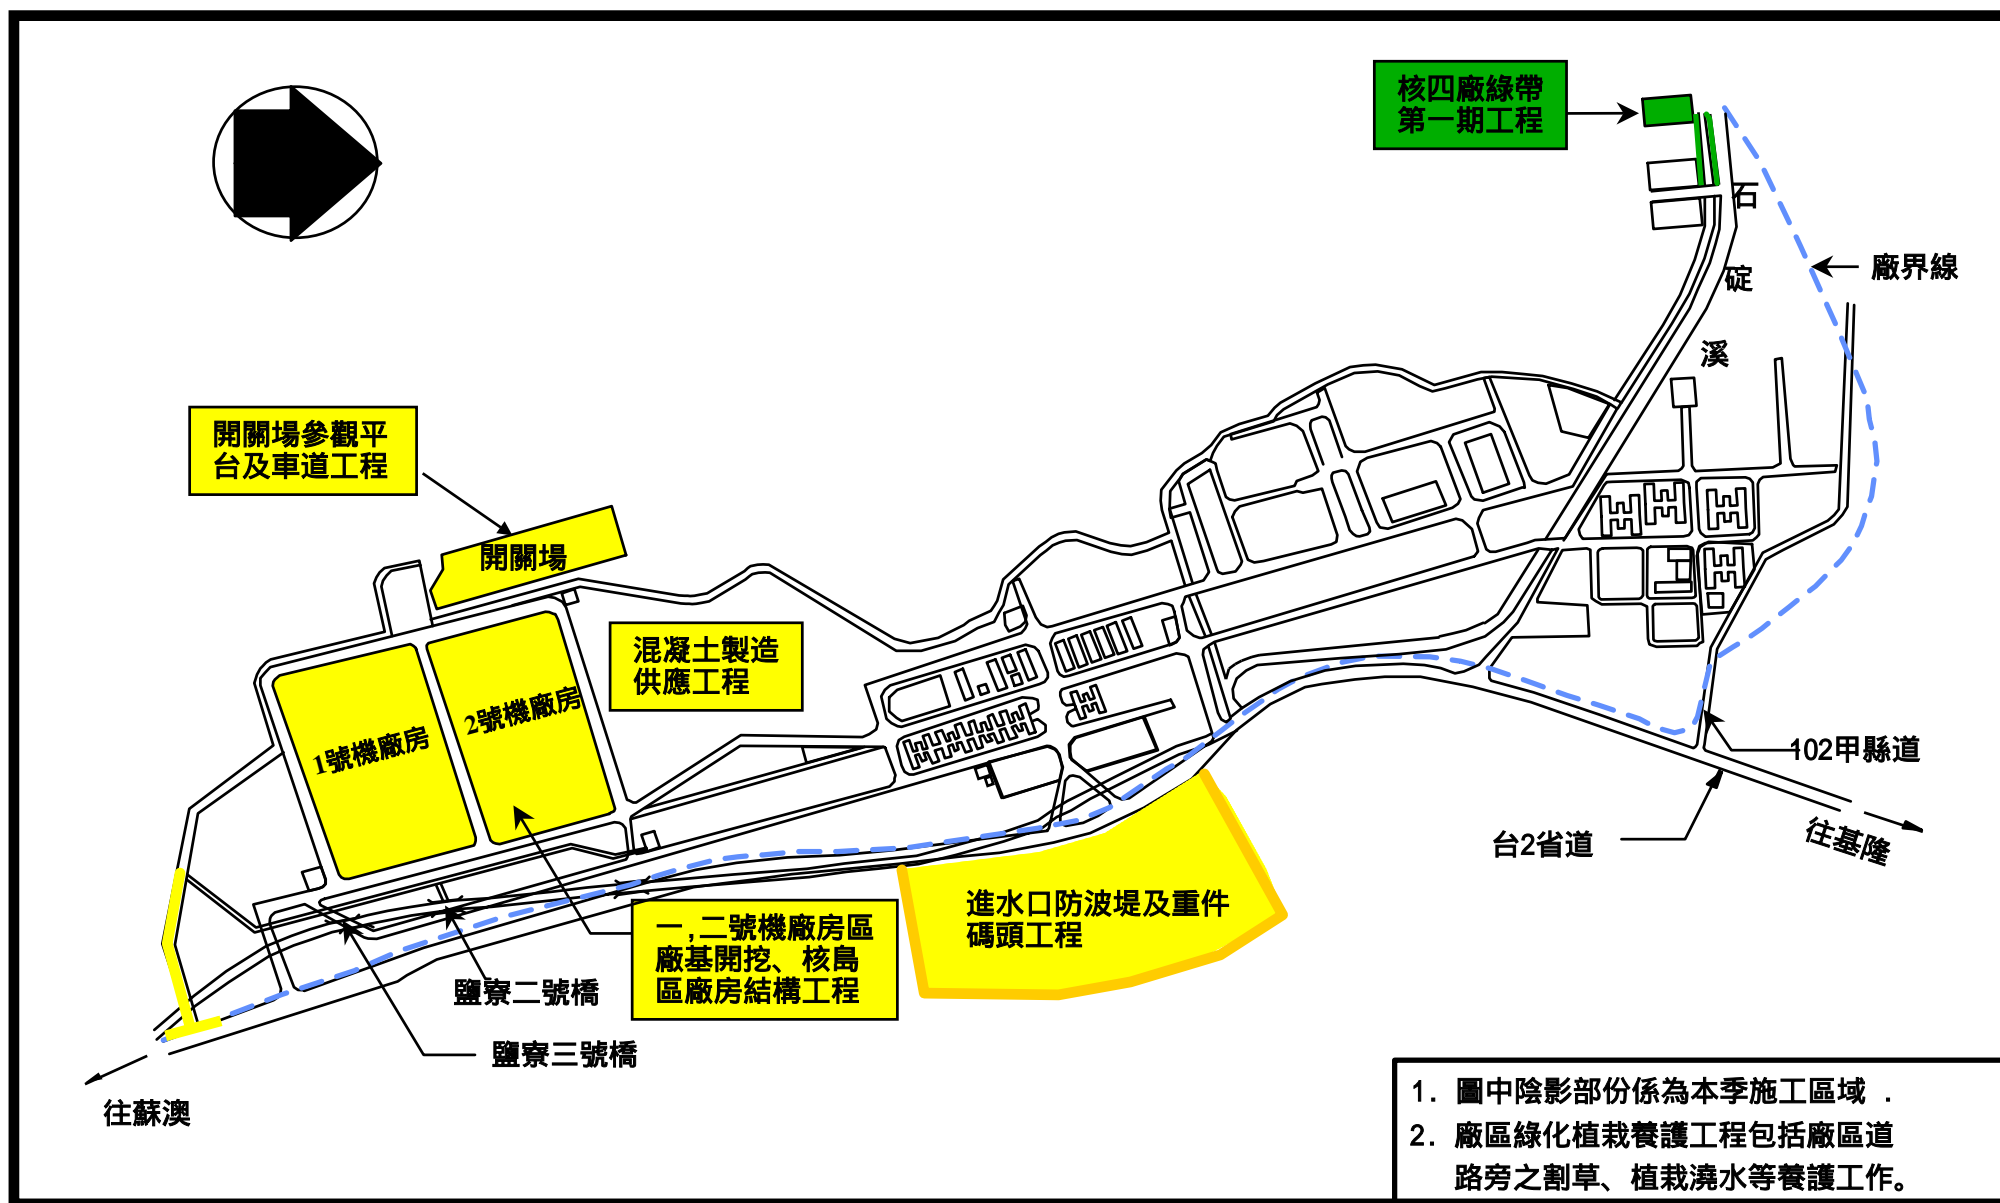 核四廠綠帶
第一期工程
石
碇
溪
廠界線
開關場參觀平
台及車道工程
開關場
混凝土製造
供應工程
1號機廠房
2號機廠房
102甲縣道
台2省道
往基隆
一,二號機廠房區
廠基開挖、核島
區廠房結構工程
進水口防波堤及重件
碼頭工程
鹽寮二號橋
鹽寮三號橋
往蘇澳
1. 圖中陰影部份係為本季施工區域 .
2. 廠區綠化植栽養護工程包括廠區道
路旁之割草、植栽澆水等養護工作。